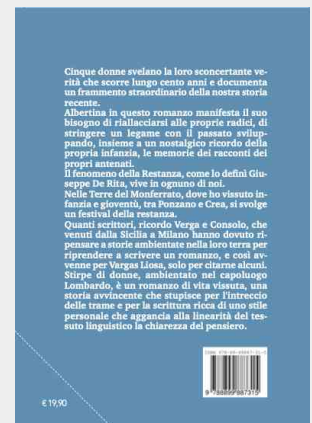 Cinque donne svelano la loro sconcertante ve-
rità che scorre lungo cento anni e documenta
un frammento straordinario della nostra storia
recente.
Albertina in questo romanzo manifesta il suo
bisogno di riallacciarsi alle proprie radici, di
stringere un legame con il passato svilup-
pando, insieme a un nostalgico ricordo della
propria infanzia, le memorie dei racconti dei
propri antenati.
Il fenomeno della Restanza, come lo definì Giu-
seppe De Rita, vive in ognuno di noi.
Nelle Terre del Monferrato, dove ho vissuto in-
fanzia e gioventù, tra Ponzano e Crea, si svolge
un festival della restanza.
Quanti scrittori, ricordo Verga e Consolo, che
venuti dalla Sicilia a Milano hanno dovuto ri-
pensare a storie ambientate nella loro terra per
riprendere a scrivere un romanzo, e così av-
venne per Vargas Llosa, solo per citarne alcuni.
Stirpe di donne, ambientato nel capoluogo
Lombardo, è un romanzo di vita vissuta, una
storia avvincente che stupisce per l'intreccio
delle trame e per la scrittura ricca di uno stile
personale che aggancia alla linearità del tes-
suto linguistico la chiarezza del pensiero.
€ 19,90